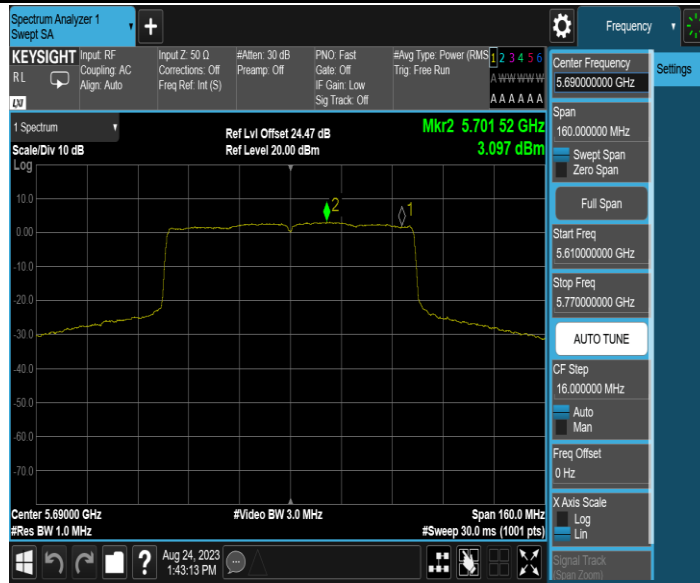 Spectrum Analyzer 1
Swept SA
+
Frequency
KEYSIGHT
RL
LXI
Input: RF
Coupling: AC
Align: Auto
Input Z: 50 Ω
Corrections: Off
Freq Ref: Int (S)
#Atten: 30 dB
Preamp: Off
PNO: Fast
Gate: Off
IF Gain: Low
Sig Track: Off
#Avg Type: Power (RMS
Trig: Free Run
1 2 3 4 5 6
A W W W W W
A A A A A A
1 Spectrum
Scale/Div 10 dB
Log
Ref Lvl Offset 24.47 dB
Ref Level 20.00 dBm
Mkr2 5.701 52 GHz
3.097 dBm
10.0
0.00
-10.0
-20.0
-30.0
-40.0
-50.0
-60.0
-70.0
2
1
Center 5.69000 GHz
#Res BW 1.0 MHz
#Video BW 3.0 MHz
Span 160.0 MHz
#Sweep 30.0 ms (1001 pts)
Center Frequency
5.690000000 GHz
Settings
Span
160.000000 MHz
Swept Span
Zero Span
Full Span
Start Freq
5.610000000 GHz
Stop Freq
5.770000000 GHz
AUTO TUNE
CF Step
16.000000 MHz
Auto
Man
Freq Offset
0 Hz
X Axis Scale
Log
Lin
Signal Track
(Span Zoom)
?
Aug 24, 2023
1:43:13 PM